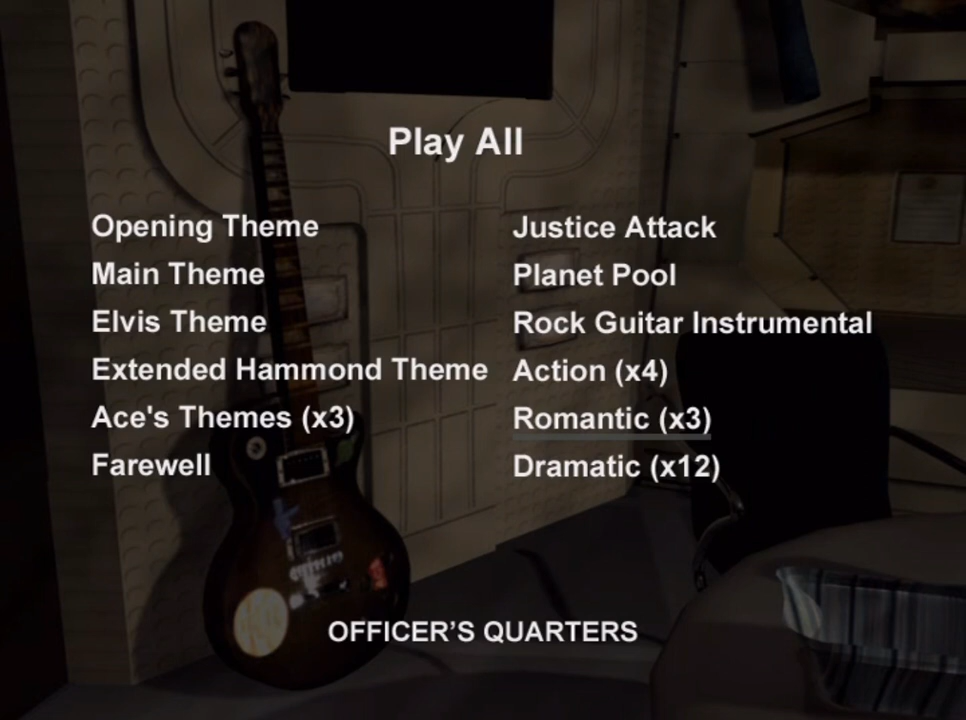 Play All
Opening Theme
Main Theme
Elvis Theme
Extended Hammond Theme
Ace's Themes (x3)
Farewell
Justice Attack
Planet Pool
Rock Guitar Instrumental
Action (x4)
Romantic (x3)
Dramatic (x12)
OFFICER’S QUARTERS